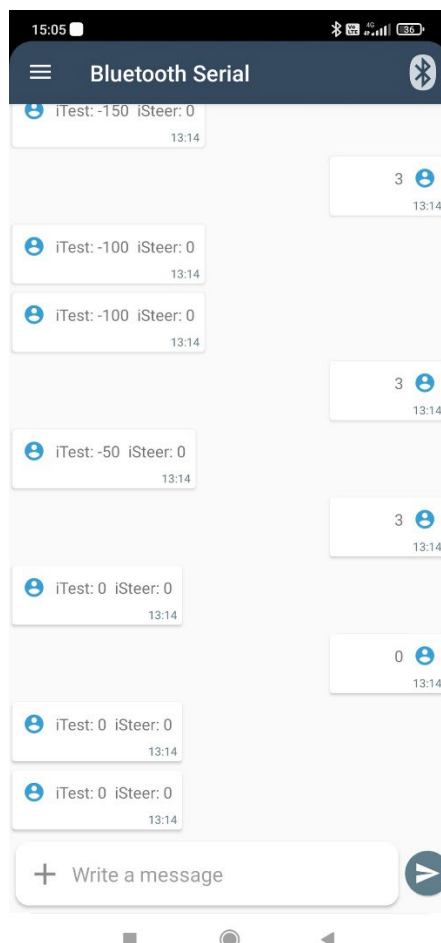 15:05
4G
36
Bluetooth Serial
iTest: -150 iSteer: 0
13:14
3
13:14
iTest: -100 iSteer: 0
13:14
iTest: -100 iSteer: 0
13:14
3
13:14
iTest: -50 iSteer: 0
13:14
3
13:14
iTest: 0 iSteer: 0
13:14
0
13:14
iTest: 0 iSteer: 0
13:14
iTest: 0 iSteer: 0
13:14
Write a message